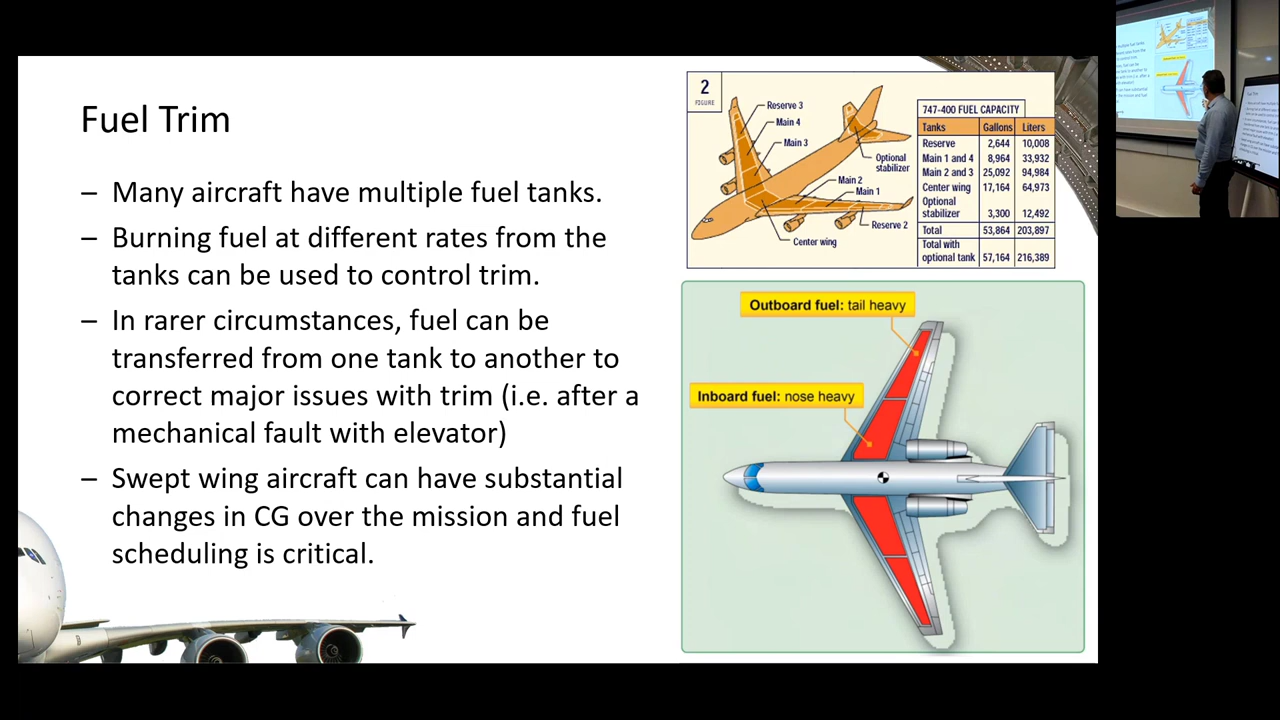 Fuel Trim
– Many aircraft have multiple fuel tanks.
– Burning fuel at different rates from the
tanks can be used to control trim.
– In rarer circumstances, fuel can be
transferred from one tank to another to
correct major issues with trim (i.e. after a
mechanical fault with elevator)
– Swept wing aircraft can have substantial
changes in CG over the mission and fuel
scheduling is critical.
2
FIGURE
Reserve 3
Main 4
Main 3
Optional
stabilizer
Main 2
Main 1
Reserve 2
Center wing
747-400 FUEL CAPACITY
Tanks Gallons Liters
Reserve 2,644 10,008
Main 1 and 4 8,964 33,932
Main 2 and 3 25,092 94,984
Center wing 17,164 64,973
Optional
stabilizer 3,300 12,492
Total 53,864 203,897
Total with
optional tank 57,164 216,389
Outboard fuel: tail heavy
Inboard fuel: nose heavy
Fuel Trim